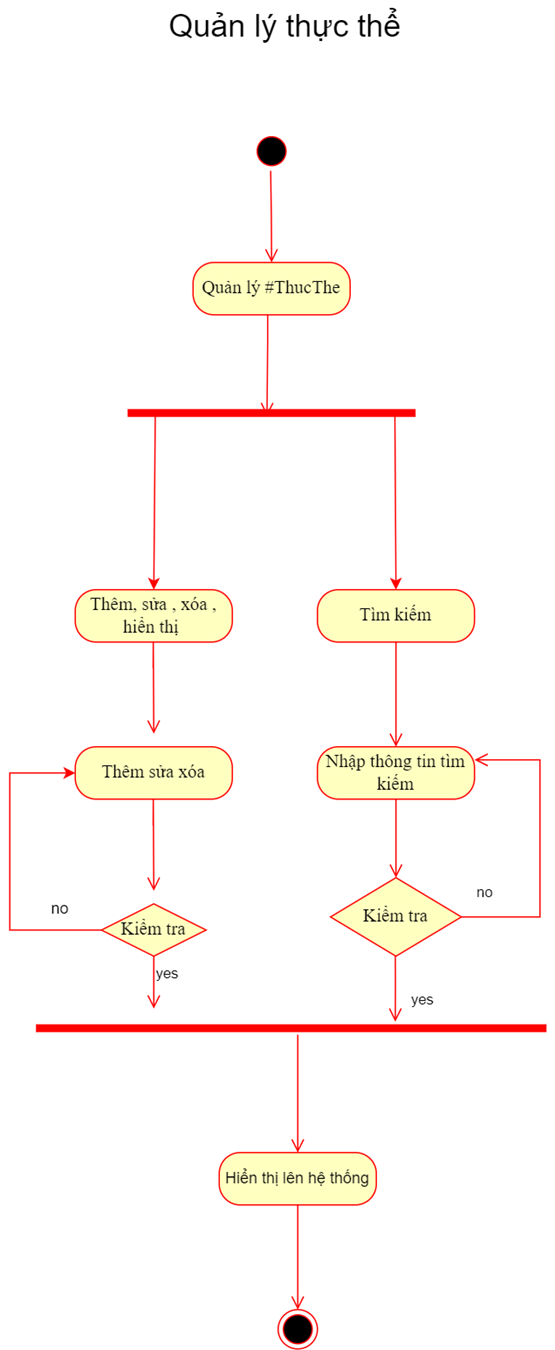 Quản lý thực thể
Quản lý #ThucThe
Thêm, sửa , xóa ,
hiển thị
Tìm kiếm
Thêm sửa xóa
Nhập thông tin tìm
kiếm
no
no
Kiểm tra
Kiểm tra
yes
yes
Hiển thị lên hệ thống